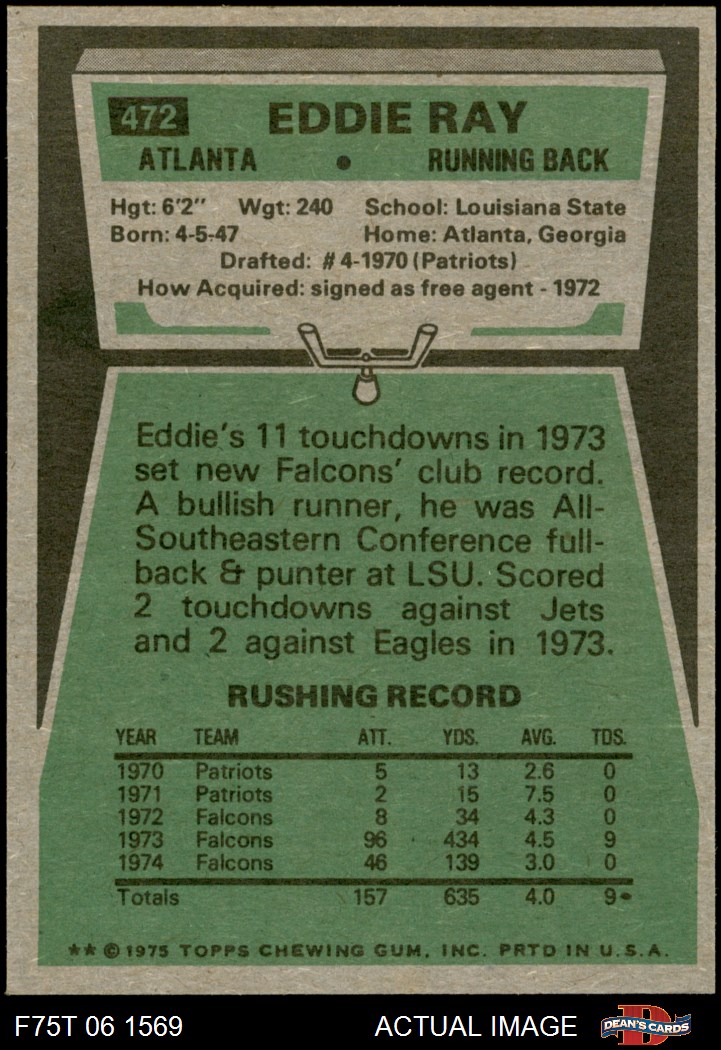 472 EDDIE RAY
ATLANTA • RUNNING BACK
Hgt: 6'2" Wgt: 240 School: Louisiana State
Born: 4-5-47 Home: Atlanta, Georgia
Drafted: #4-1970 (Patriots)
How Acquired: signed as free agent - 1972
Eddie's 11 touchdowns in 1973
set new Falcons' club record.
A bullish runner, he was All-
Southeastern Conference full-
back & punter at LSU. Scored
2 touchdowns against Jets
and 2 against Eagles in 1973.
RUSHING RECORD
YEAR TEAM ATT. YDS. AVG. TDS.
1970 Patriots 5 13 2.6 0
1971 Patriots 2 15 7.5 0
1972 Falcons 8 34 4.3 0
1973 Falcons 96 434 4.5 9
1974 Falcons 46 139 3.0 0
Totals 157 635 4.0 9•
** © 1975 TOPPS CHEWING GUM, INC. PRTD IN U.S.A.
F75T 06 1569 ACTUAL IMAGE D DEAN'S CARDS